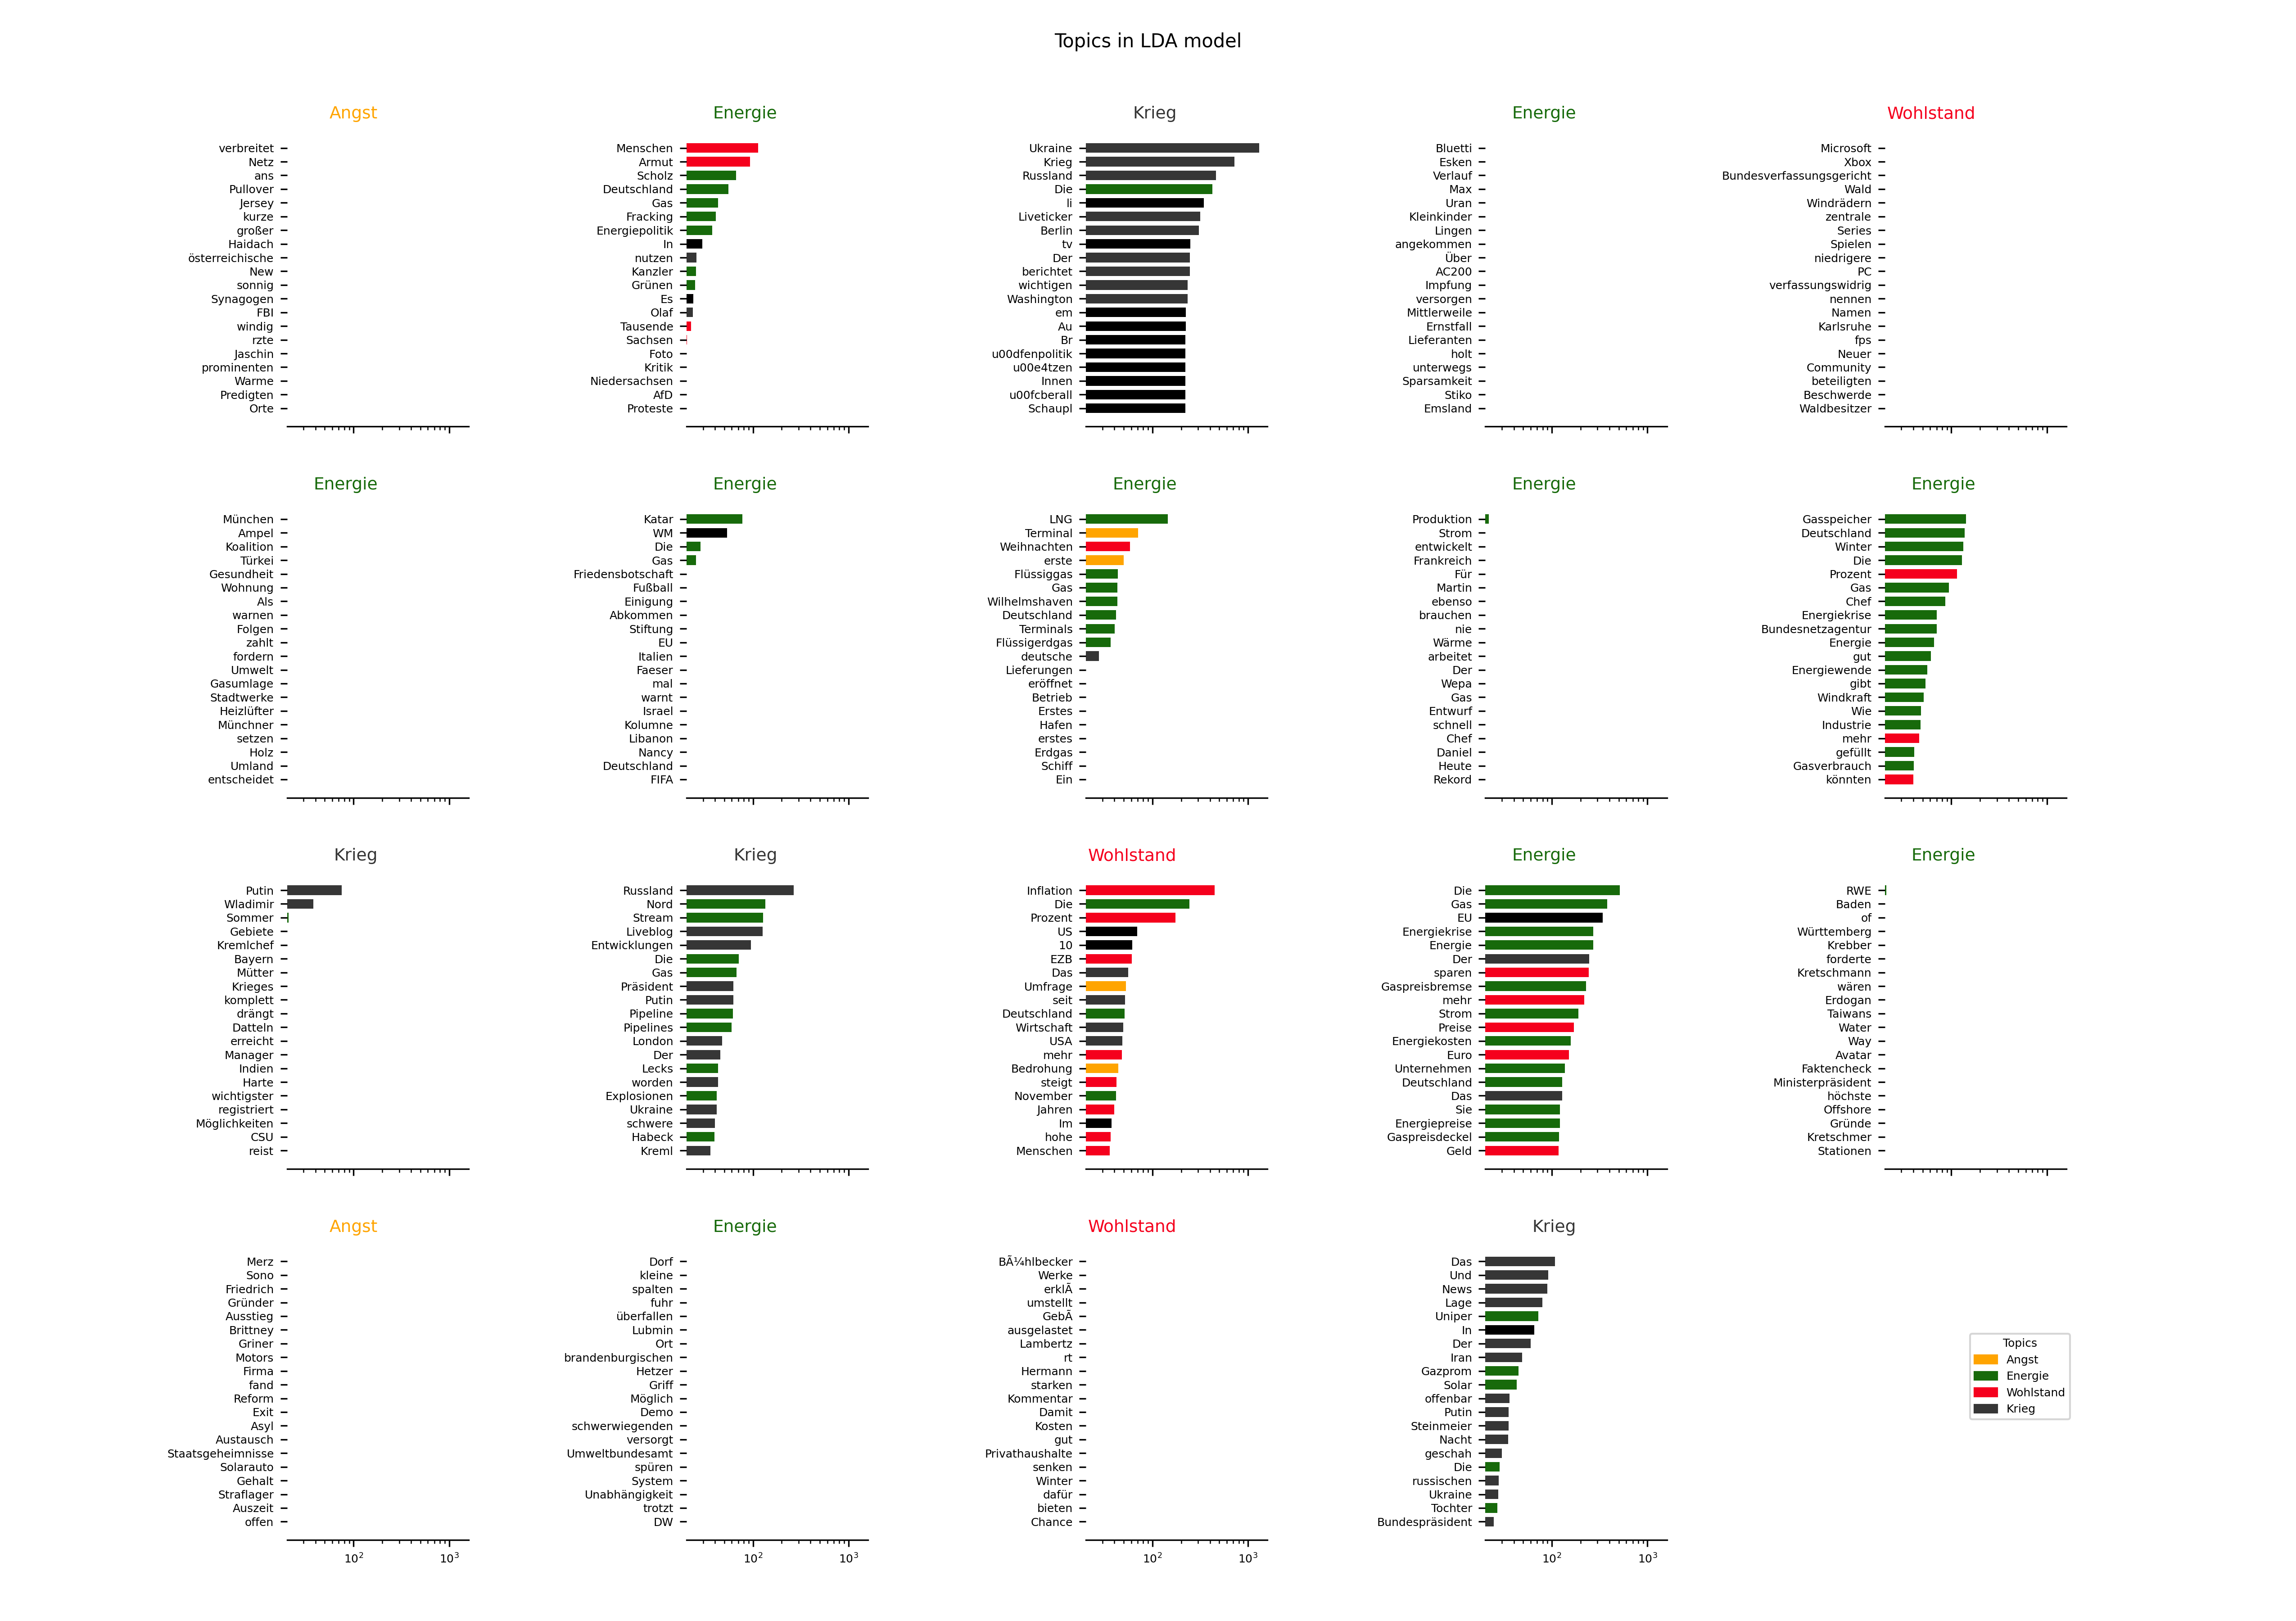 Topics in LDA model
Angst
verbreitet
Netz
ans
Pullover
Jersey
kurze
großer
Haidach
österreichische
New
sonnig
Synagogen
FBI
windig
rzte
Jaschin
prominenten
Warme
Predigten
Orte
Energie
Menschen
Armut
Scholz
Deutschland
Gas
Fracking
Energiepolitik
In
nutzen
Kanzler
Grünen
Es
Olaf
Tausende
Sachsen
Foto
Kritik
Niedersachsen
AfD
Proteste
Krieg
Ukraine
Krieg
Russland
Die
li
Liveticker
Berlin
tv
Der
berichtet
wichtigen
Washington
em
Au
Br
u00dfenpolitik
u00e4tzen
Innen
u00fcberall
Schaupl
Energie
Bluetti
Esken
Verlauf
Max
Uran
Kleinkinder
Lingen
angekommen
Über
AC200
Impfung
versorgen
Mittlerweile
Ernstfall
Lieferanten
holt
unterwegs
Sparsamkeit
Stiko
Emsland
Wohlstand
Microsoft
Xbox
Bundesverfassungsgericht
Wald
Windrädern
zentrale
Series
Spielen
niedrigere
PC
verfassungswidrig
nennen
Namen
Karlsruhe
fps
Neuer
Community
beteiligten
Beschwerde
Waldbesitzer
Energie
München
Ampel
Koalition
Türkei
Gesundheit
Wohnung
Als
warnen
Folgen
zahlt
fordern
Umwelt
Gasumlage
Stadtwerke
Heizlüfter
Münchner
setzen
Holz
Umland
entscheidet
Energie
Katar
WM
Die
Gas
Friedensbotschaft
Fußball
Einigung
Abkommen
Stiftung
EU
Italien
Faeser
mal
warnt
Israel
Kolumne
Libanon
Nancy
Deutschland
FIFA
Energie
LNG
Terminal
Weihnachten
erste
Flüssiggas
Gas
Wilhelmshaven
Deutschland
Terminals
Flüssigerdgas
deutsche
Lieferungen
eröffnet
Betrieb
Erstes
Hafen
erstes
Erdgas
Schiff
Ein
Energie
Produktion
Strom
entwickelt
Frankreich
Für
Martin
ebenso
brauchen
nie
Wärme
arbeitet
Der
Wepa
Gas
Entwurf
schnell
Chef
Daniel
Heute
Rekord
Energie
Gasspeicher
Deutschland
Winter
Die
Prozent
Gas
Chef
Energiekrise
Bundesnetzagentur
Energie
gut
Energiewende
gibt
Windkraft
Wie
Industrie
mehr
gefüllt
Gasverbrauch
könnten
Krieg
Putin
Wladimir
Sommer
Gebiete
Kremlchef
Bayern
Mütter
Krieges
komplett
drängt
Datteln
erreicht
Manager
Indien
Harte
wichtigster
registriert
Möglichkeiten
CSU
reist
Krieg
Russland
Nord
Stream
Liveblog
Entwicklungen
Die
Gas
Präsident
Putin
Pipeline
Pipelines
London
Der
Lecks
worden
Explosionen
Ukraine
schwere
Habeck
Kreml
Wohlstand
Inflation
Die
Prozent
US
10
EZB
Das
Umfrage
seit
Deutschland
Wirtschaft
USA
mehr
Bedrohung
steigt
November
Jahren
Im
hohe
Menschen
Energie
Die
Gas
EU
Energiekrise
Energie
Der
sparen
Gaspreisbremse
mehr
Strom
Preise
Energiekosten
Euro
Unternehmen
Deutschland
Das
Sie
Energiepreise
Gaspreisdeckel
Geld
Energie
RWE
Baden
of
Württemberg
Krebber
forderte
Kretschmann
wären
Erdogan
Taiwans
Water
Way
Avatar
Faktencheck
Ministerpräsident
höchste
Offshore
Gründe
Kretschmer
Stationen
Angst
Merz
Sono
Friedrich
Gründer
Ausstieg
Brittney
Griner
Motors
Firma
fand
Reform
Exit
Asyl
Austausch
Staatsgeheimnisse
Solarauto
Gehalt
Straflager
Auszeit
offen
10² 10³
Energie
Dorf
kleine
spalten
fuhr
überfallen
Lubmin
Ort
brandenburgischen
Hetzer
Griff
Möglich
Demo
schwerwiegenden
versorgt
Umweltbundesamt
spüren
System
Unabhängigkeit
trotzt
DW
10² 10³
Wohlstand
BÃ¼hlbecker
Werke
erklÃ
umstellt
GebÃ
ausgelastet
Lambertz
rt
Hermann
starken
Kommentar
Damit
Kosten
gut
Privathaushalte
senken
Winter
dafür
bieten
Chance
10² 10³
Krieg
Das
Und
News
Lage
Uniper
In
Der
Iran
Gazprom
Solar
offenbar
Putin
Steinmeier
Nacht
geschah
Die
russischen
Ukraine
Tochter
Bundespräsident
10² 10³
Topics
Angst
Energie
Wohlstand
Krieg